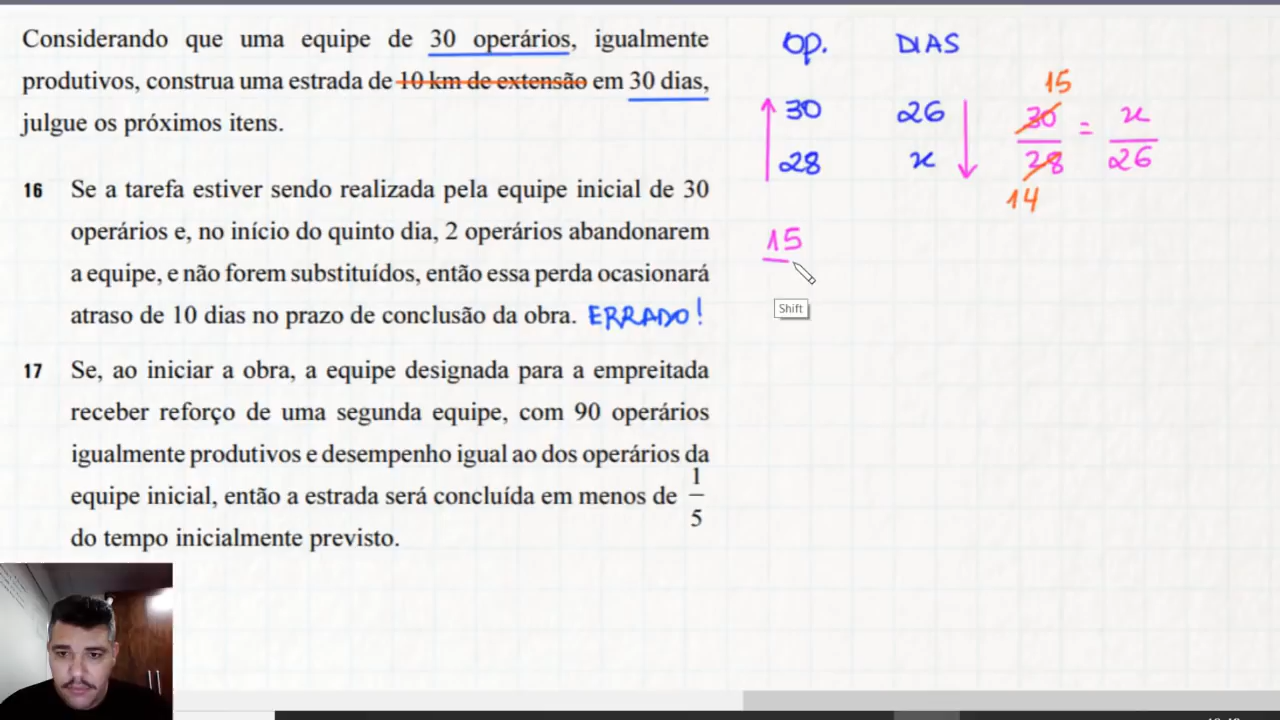 Considerando que uma equipe de 30 operários, igualmente
produtivos, construa uma estrada de 10 km de extensão em 30 dias,
julgue os próximos itens.
16 Se a tarefa estiver sendo realizada pela equipe inicial de 30
operários e, no início do quinto dia, 2 operários abandonarem
a equipe, e não forem substituídos, então essa perda ocasionará
atraso de 10 dias no prazo de conclusão da obra. ERRADO!
17 Se, ao iniciar a obra, a equipe designada para a empreitada
receber reforço de uma segunda equipe, com 90 operários
igualmente produtivos e desempenho igual ao dos operários da
equipe inicial, então a estrada será concluída em menos de 1/5
do tempo inicialmente previsto.
OP. DIAS
30 26
28 x
15
30/28 = x/26
14
15
Shift